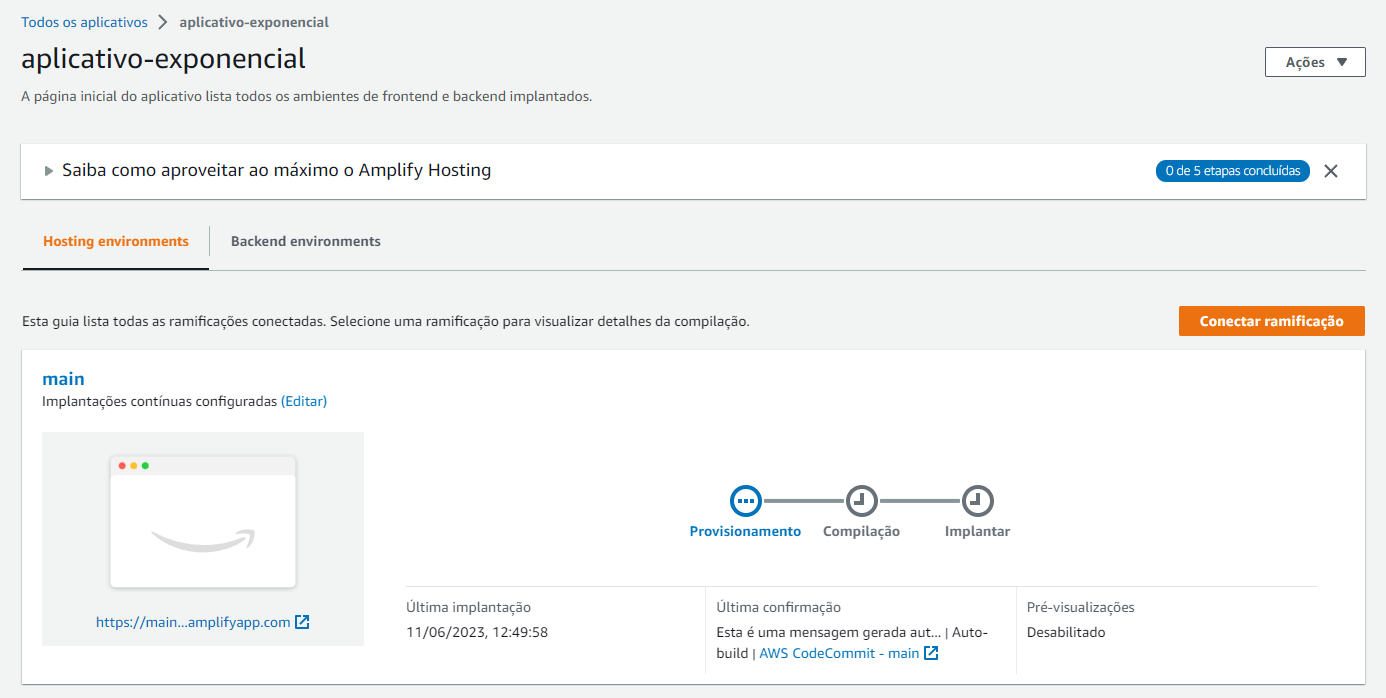 Todos os aplicativos > aplicativo-exponencial
aplicativo-exponencial
Ações
A página inicial do aplicativo lista todos os ambientes de frontend e backend implantados.
Saiba como aproveitar ao máximo o Amplify Hosting
0 de 5 etapas concluídas
Hosting environments
Backend environments
Esta guia lista todas as ramificações conectadas. Selecione uma ramificação para visualizar detalhes da compilação.
Conectar ramificação
main
Implantações contínuas configuradas (Editar)
https://main...amplifyapp.com
Provisionamento
Compilação
Implantar
Última implantação
11/06/2023, 12:49:58
Última confirmação
Esta é uma mensagem gerada aut... | Auto-
build | AWS CodeCommit - main
Pré-visualizações
Desabilitado